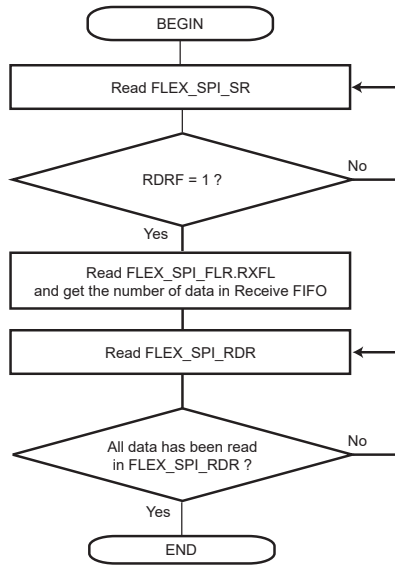 BEGIN
Read FLEX_SPI_SR
RDRF = 1 ?
No
Yes
Read FLEX_SPI_FLR.RXFL
and get the number of data in Receive FIFO
Read FLEX_SPI_RDR
All data has been read
in FLEX_SPI_RDR ?
No
Yes
END